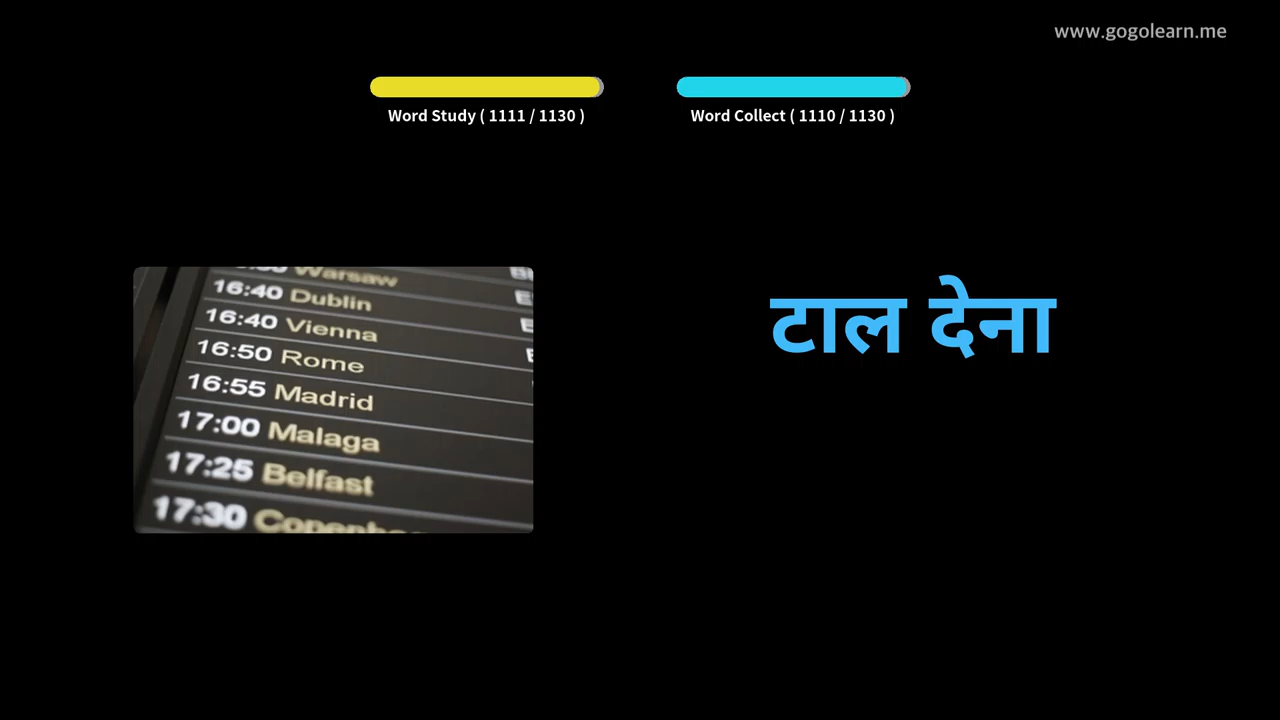 www.gogolearn.me
Word Study ( 1111 / 1130 )
Word Collect ( 1110 / 1130 )
Warsaw
16:40 Dublin
16:40 Vienna
16:50 Rome
16:55 Madrid
17:00 Malaga
17:25 Belfast
17:30
टाल देना